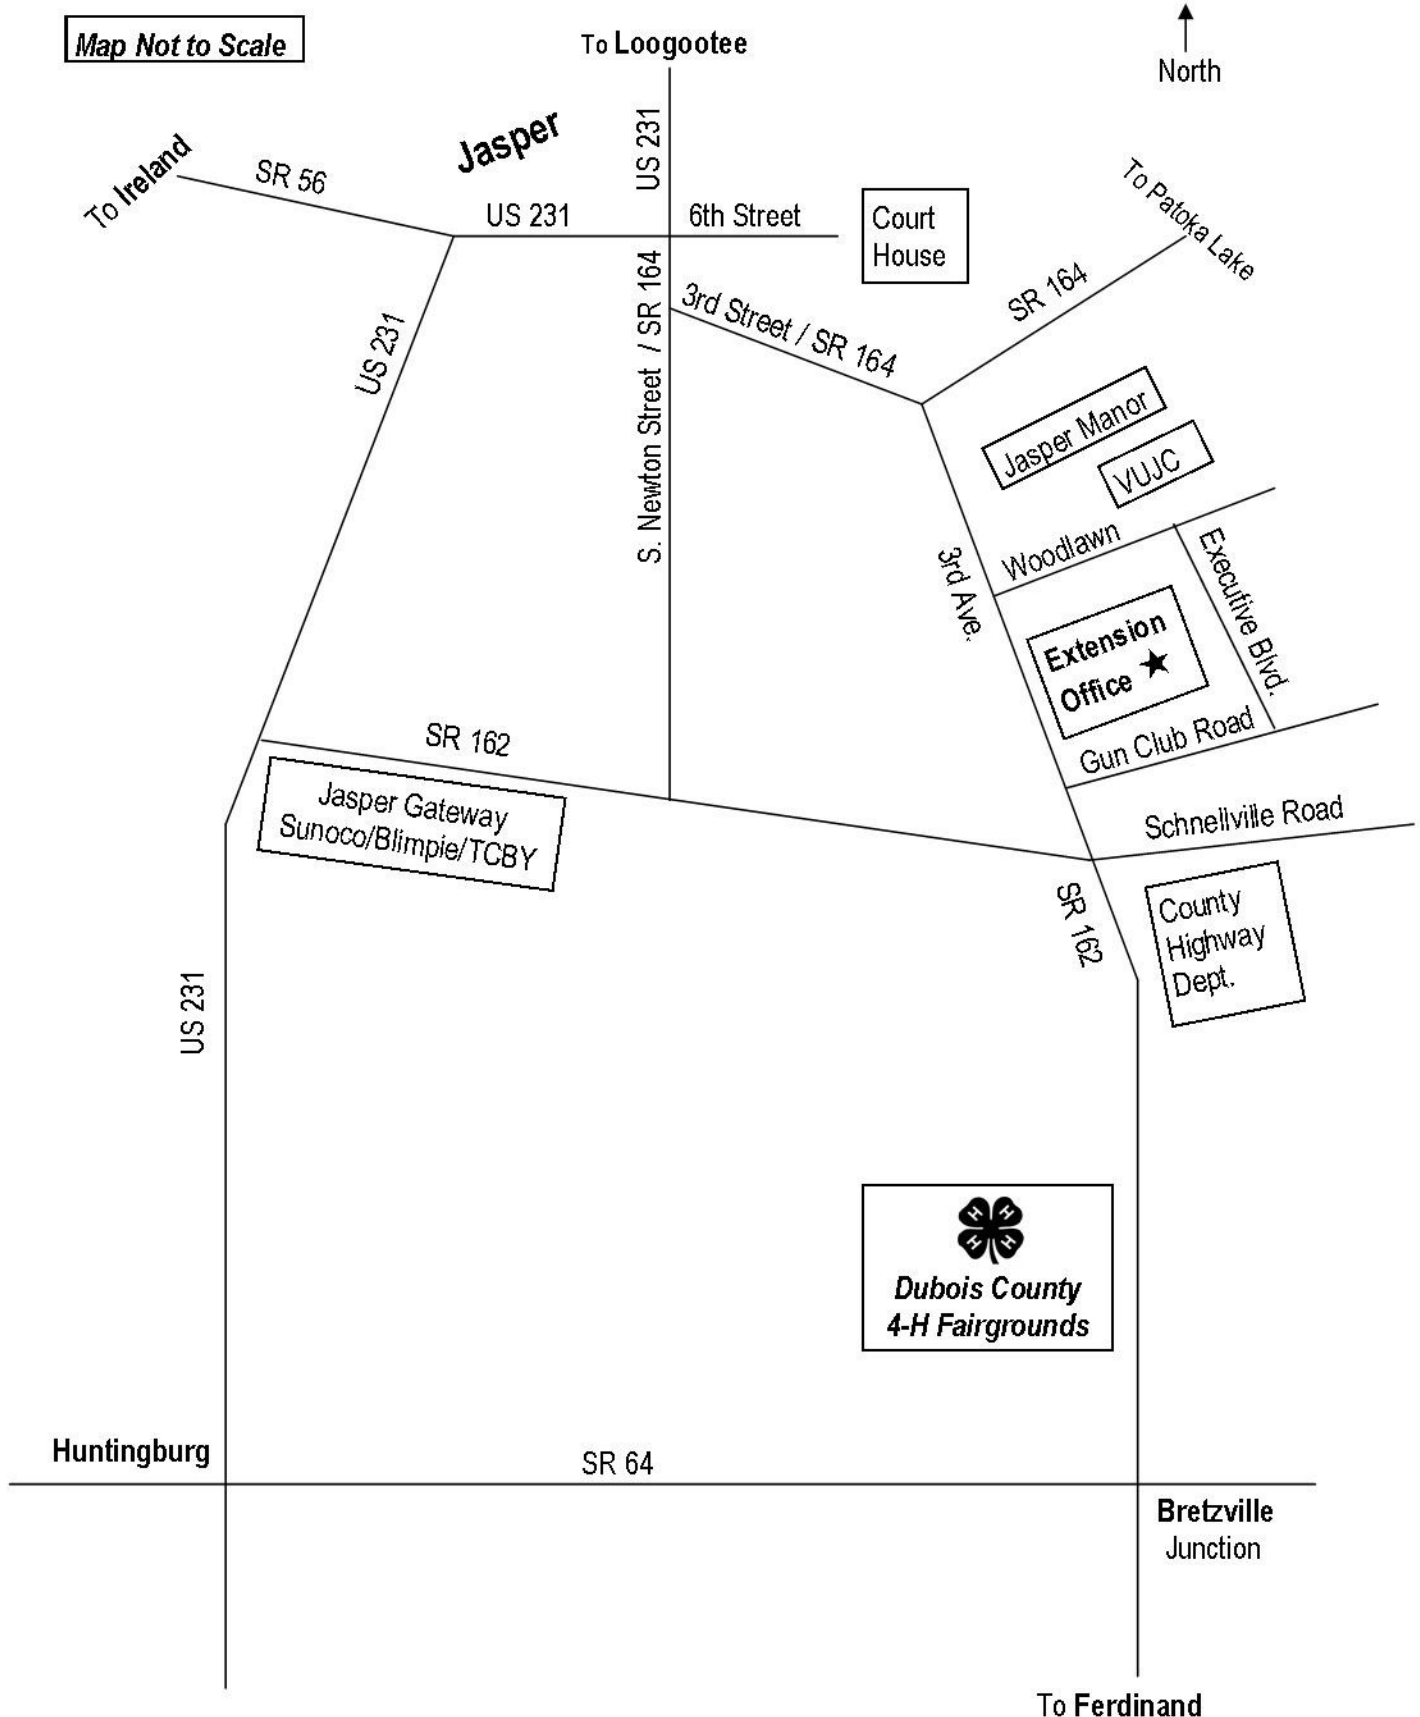 Map Not to Scale
To Loogootee
North
Jasper
US 231
To Ireland
SR 56
To Patoka Lake
US 231
6th Street
Court
House
S. Newton Street / SR 164
3rd Street / SR 164
SR 164
US 231
Jasper Manor
VUJC
Woodlawn
3rd Ave.
Executive Blvd.
Extension
Office
Gun Club Road
SR 162
Jasper Gateway
Sunoco/Blimpie/TCBY
Schnellville Road
SR 162
County
Highway
Dept.
US 231
H H
H H
Dubois County
4-H Fairgrounds
Huntingburg
SR 64
Bretzville
Junction
To Ferdinand